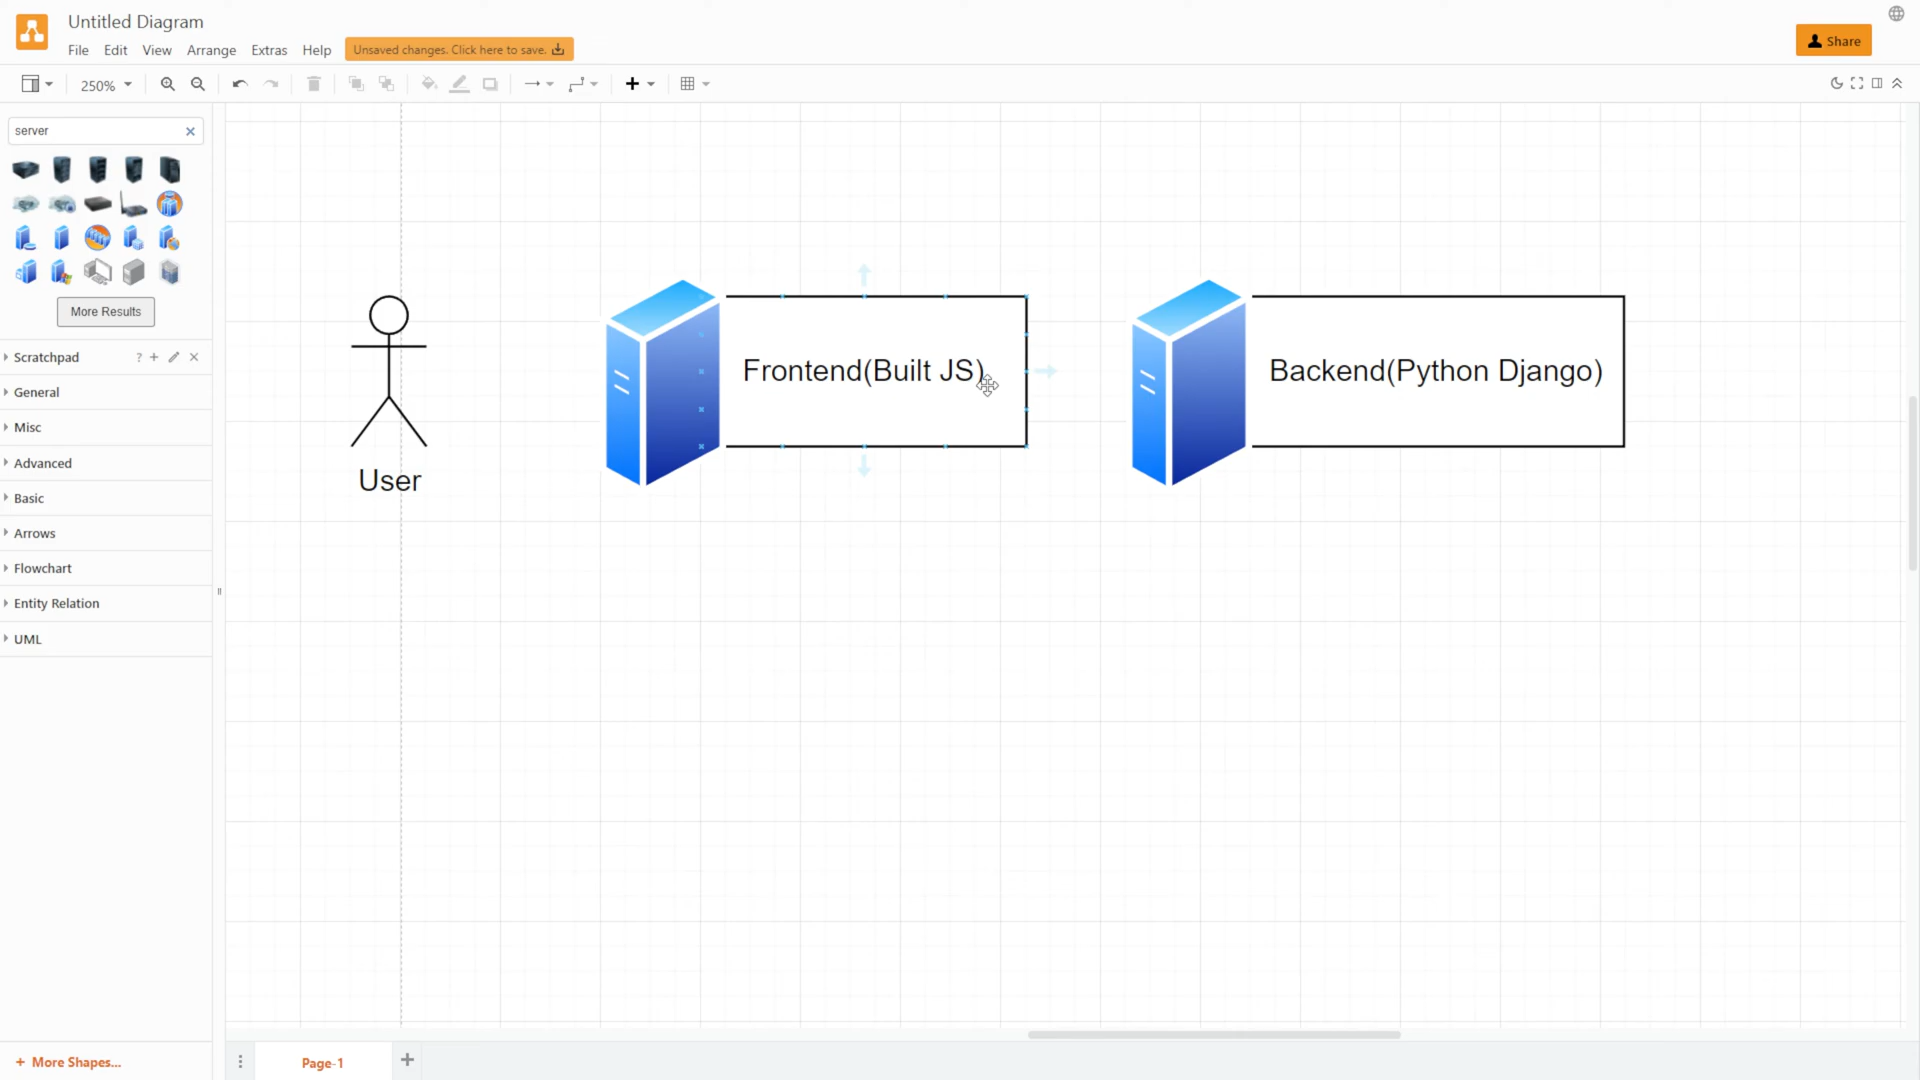 Untitled Diagram
File Edit View Arrange Extras Help Unsaved changes. Click here to save.
Share
250%
server
More Results
Scratchpad ?
General
Misc
Advanced
Basic
Arrows
Flowchart
Entity Relation
UML
User
Frontend(Built JS)
Backend(Python Django)
+ More Shapes...
Page-1